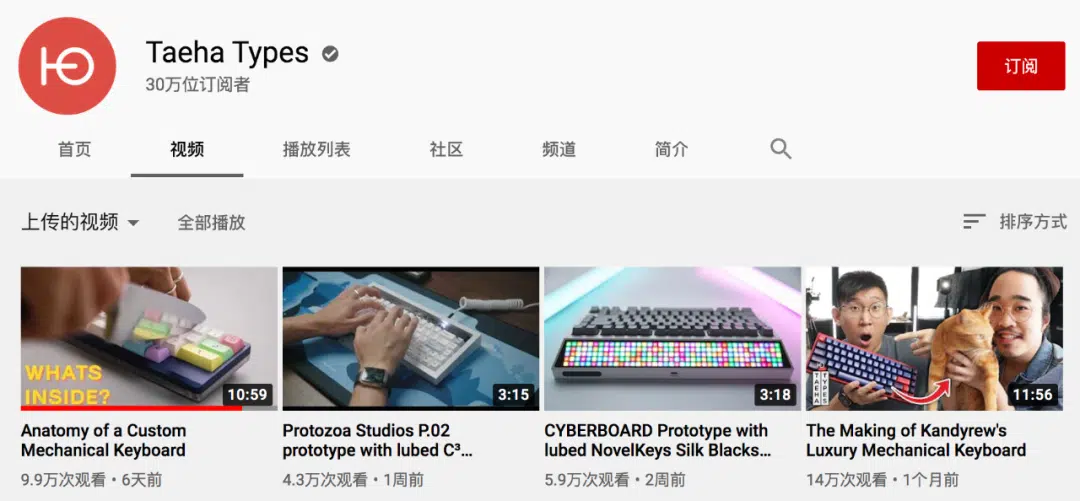 Taeha Types
30万位订阅者
订阅
首页 视频 播放列表 社区 频道 简介
上传的视频 全部播放 排序方式
WHATS
INSIDE?
10:59
3:15
3:18
TAEHA
TYPES
11:56
Anatomy of a Custom
Mechanical Keyboard
9.9万次观看 • 6天前
Protozoa Studios P.02
prototype with lubed C³...
4.3万次观看 • 1周前
CYBERBOARD Prototype with
lubed NovelKeys Silk Blacks...
5.9万次观看 • 2周前
The Making of Kandyrew's
Luxury Mechanical Keyboard
14万次观看 • 1个月前